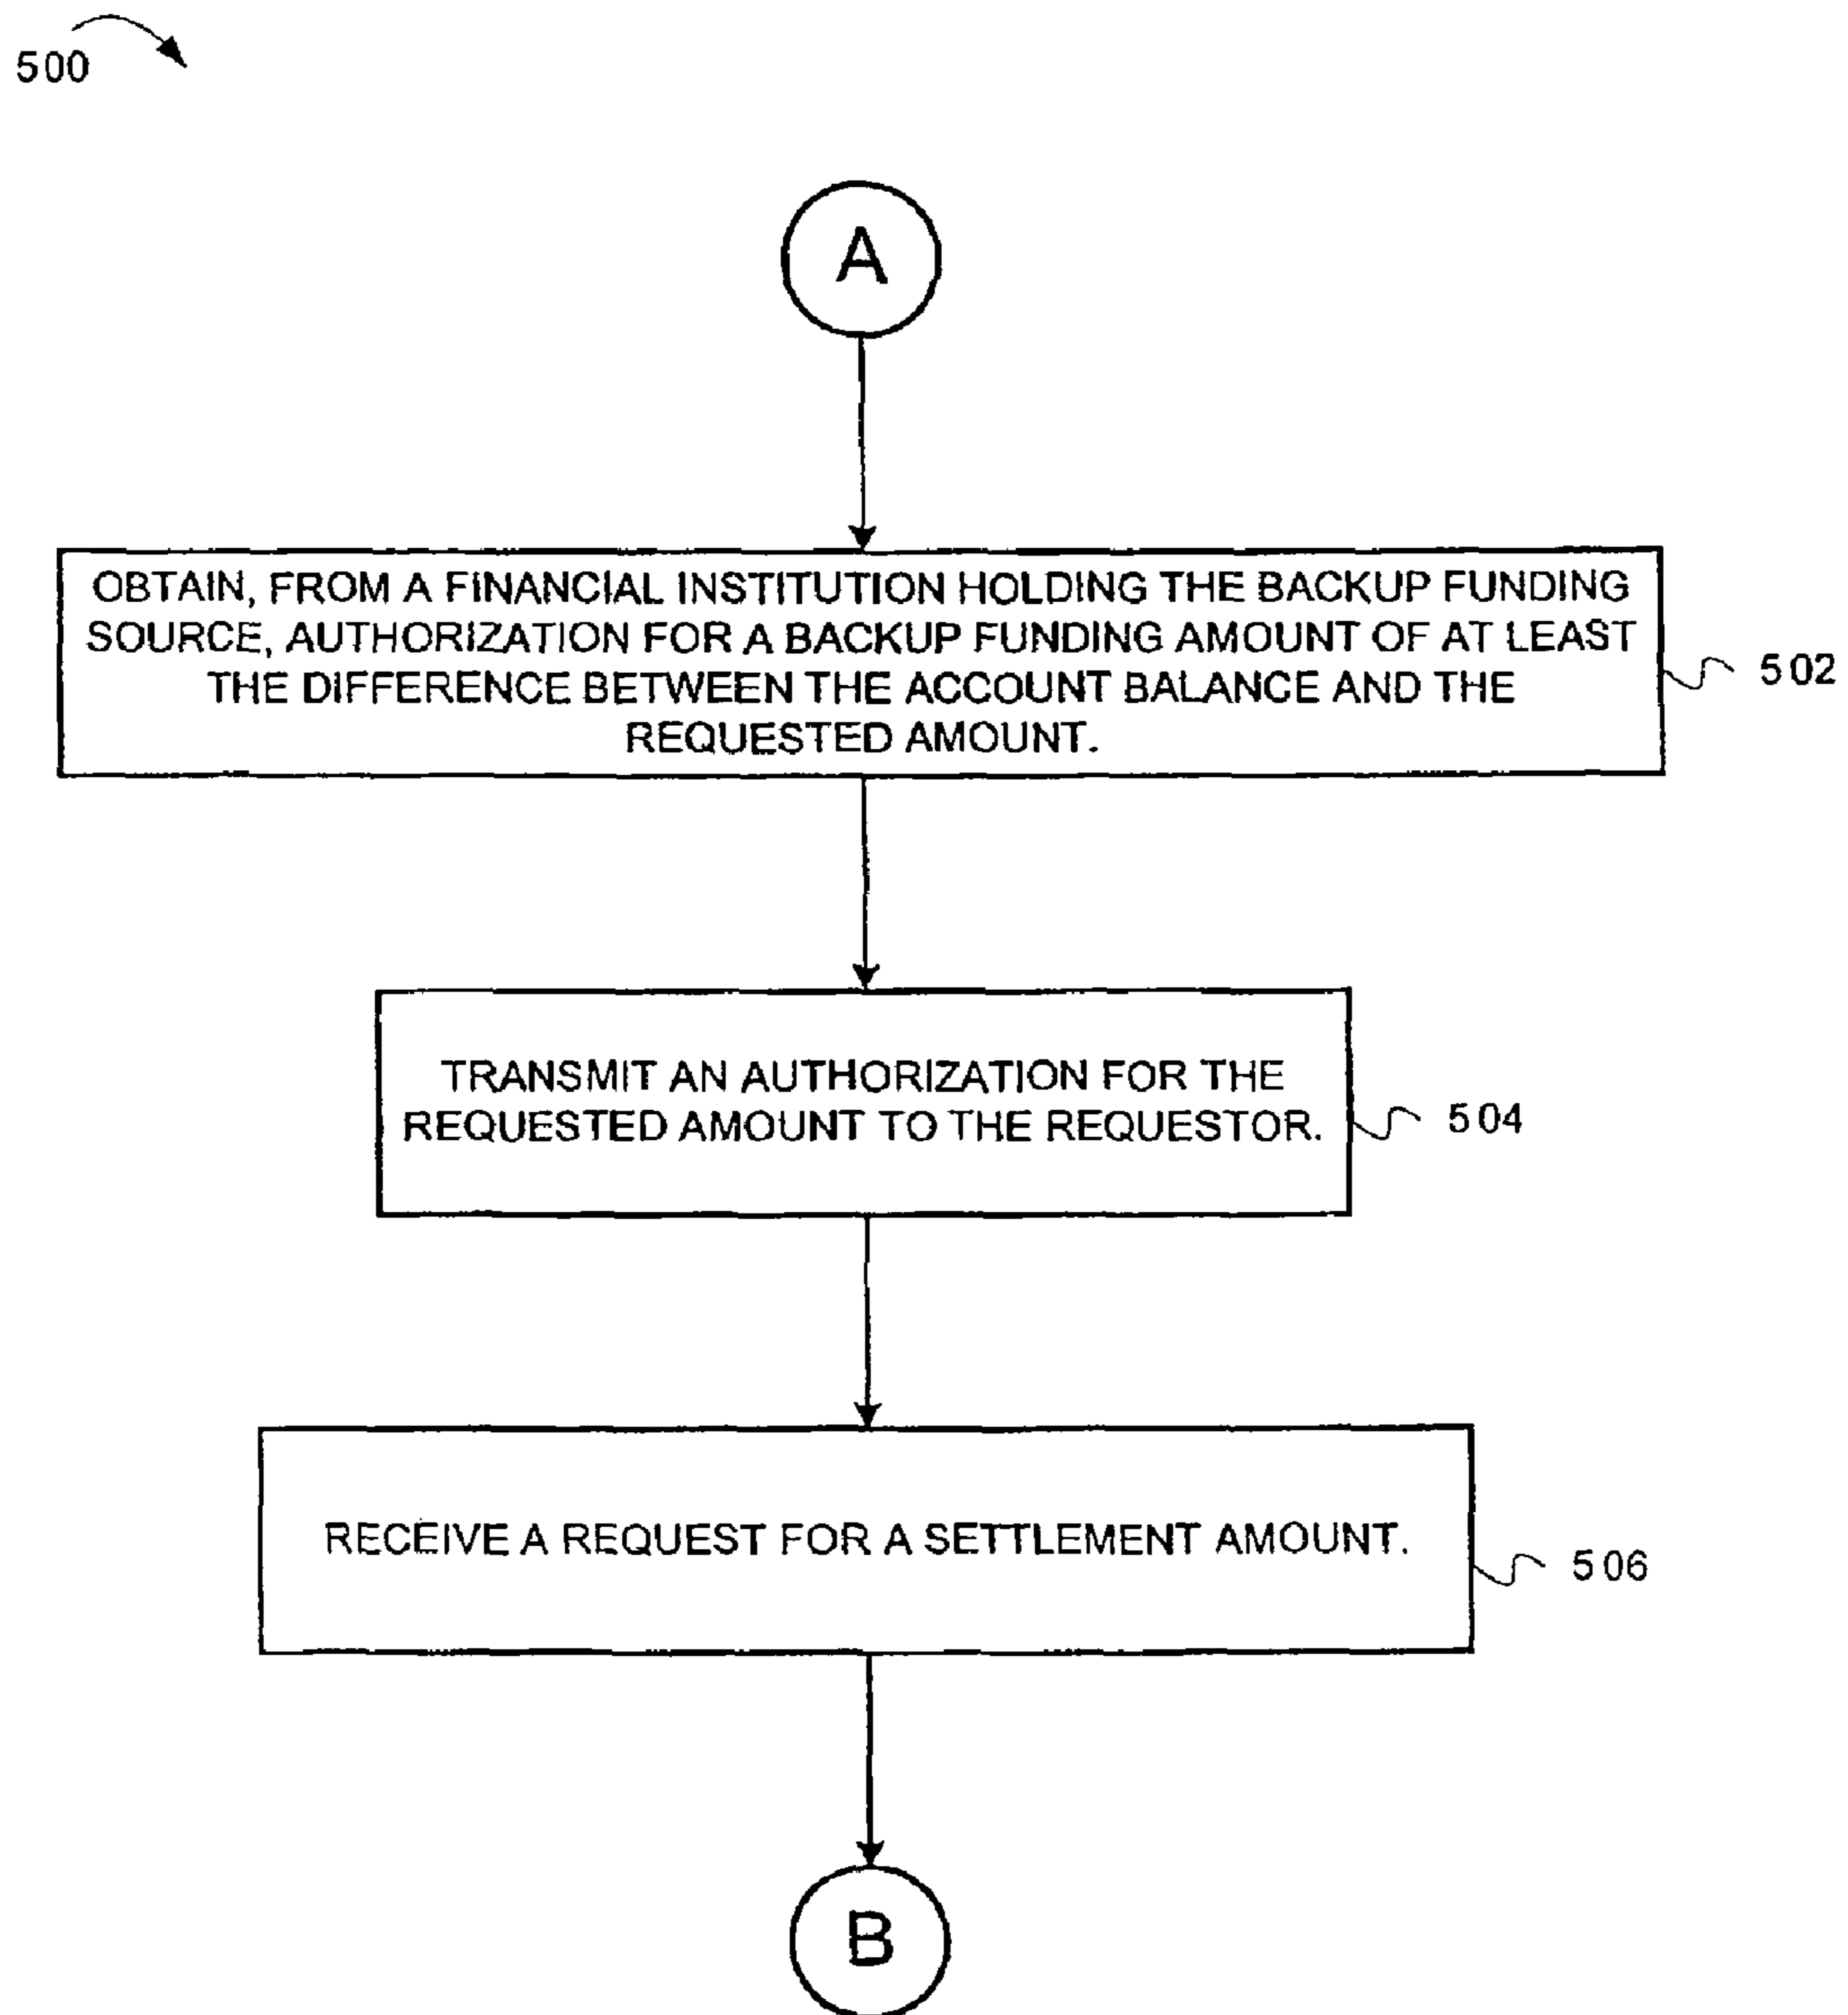 500
A
OBTAIN, FROM A FINANCIAL INSTITUTION HOLDING THE BACKUP FUNDING
SOURCE, AUTHORIZATION FOR A BACKUP FUNDING AMOUNT OF AT LEAST
THE DIFFERENCE BETWEEN THE ACCOUNT BALANCE AND THE
REQUESTED AMOUNT.
502
TRANSMIT AN AUTHORIZATION FOR THE
REQUESTED AMOUNT TO THE REQUESTOR.
504
RECEIVE A REQUEST FOR A SETTLEMENT AMOUNT.
506
B